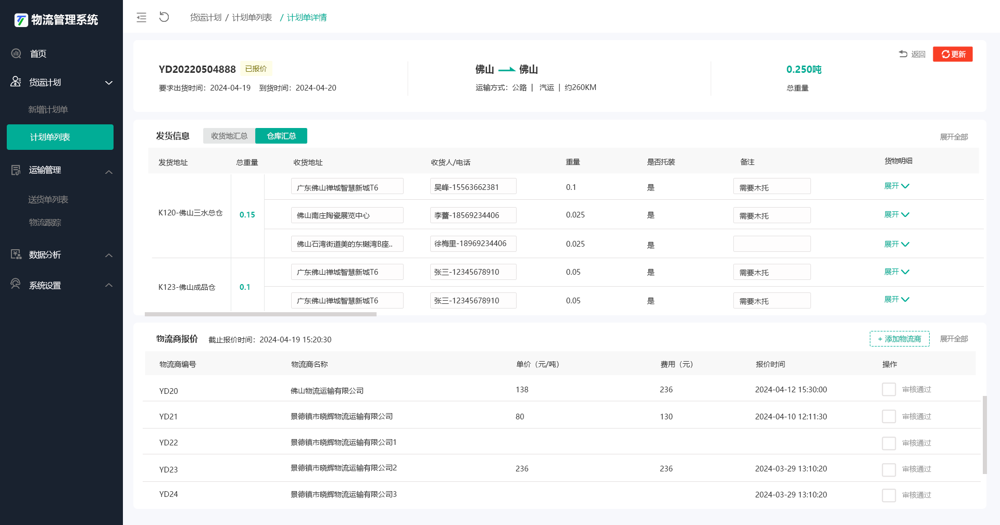 物流管理系统
首页
货运计划
新增计划单
计划单列表
运输管理
送货单列表
物流跟踪
数据分析
系统设置
货运计划 / 计划单列表 / 计划单详情
返回 更新
YD20220504888 已报价
要求出货时间：2024-04-19 到货时间：2024-04-20
佛山 佛山
运输方式：公路 | 汽运 | 约260KM
0.250吨
总重量
发货信息 收货地汇总 仓库汇总 展开全部
发货地址 总重量 收货地址 收货人/电话 重量 是否托装 备注 货物明细
广东佛山禅城智慧新城T6 吴峰-15563662381 0.1 是 需要木托 展开
K120-佛山三水总仓 0.15 佛山南庄陶瓷展览中心 李蕾-18569234406 0.025 是 需要木托 展开
佛山石湾街道美的东樾湾B座.. 徐梅里-18969234406 0.025 是 展开
广东佛山禅城智慧新城T6 张三-12345678910 0.05 是 需要木托 展开
K123-佛山成品仓 0.1
广东佛山禅城智慧新城T6 张三-12345678910 0.05 是 需要木托 展开
物流商报价 截止报价时间：2024-04-19 15:20:30 + 添加物流商 展开全部
物流商编号 物流商名称 单价（元/吨） 费用（元） 报价时间 操作
YD20 佛山物流运输有限公司 138 236 2024-04-12 15:30:00 审核通过
YD21 景德镇市晓辉物流运输有限公司 80 130 2024-04-10 12:11:30 审核通过
YD22 景德镇市晓辉物流运输有限公司1 审核通过
YD23 景德镇市晓辉物流运输有限公司2 236 236 2024-03-29 13:10:20 审核通过
YD24 景德镇市晓辉物流运输有限公司3 2024-03-29 13:10:20 审核通过